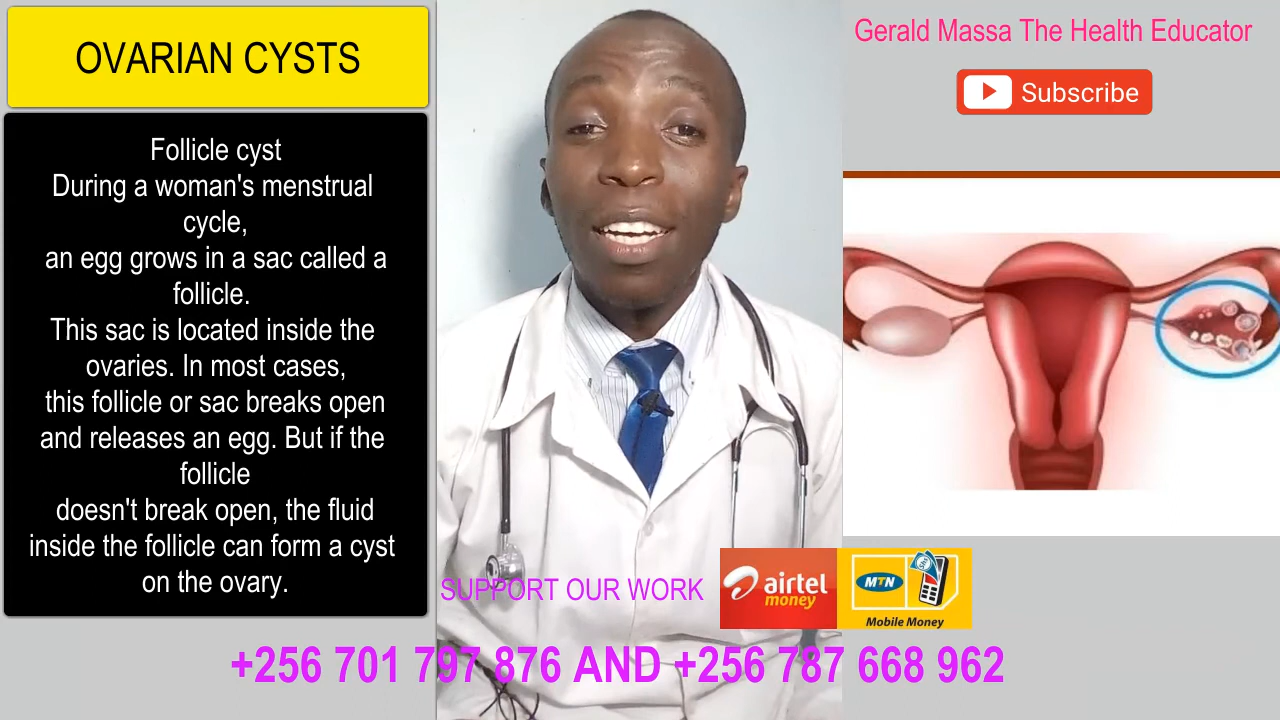 OVARIAN CYSTS
Follicle cyst
During a woman's menstrual
cycle,
an egg grows in a sac called a
follicle.
This sac is located inside the
ovaries. In most cases,
this follicle or sac breaks open
and releases an egg. But if the
follicle
doesn't break open, the fluid
inside the follicle can form a cyst
on the ovary.
Gerald Massa The Health Educator
Subscribe
SUPPORT OUR WORK
airtel
money
MTN
Mobile Money
+256 701 797 876 AND +256 787 668 962